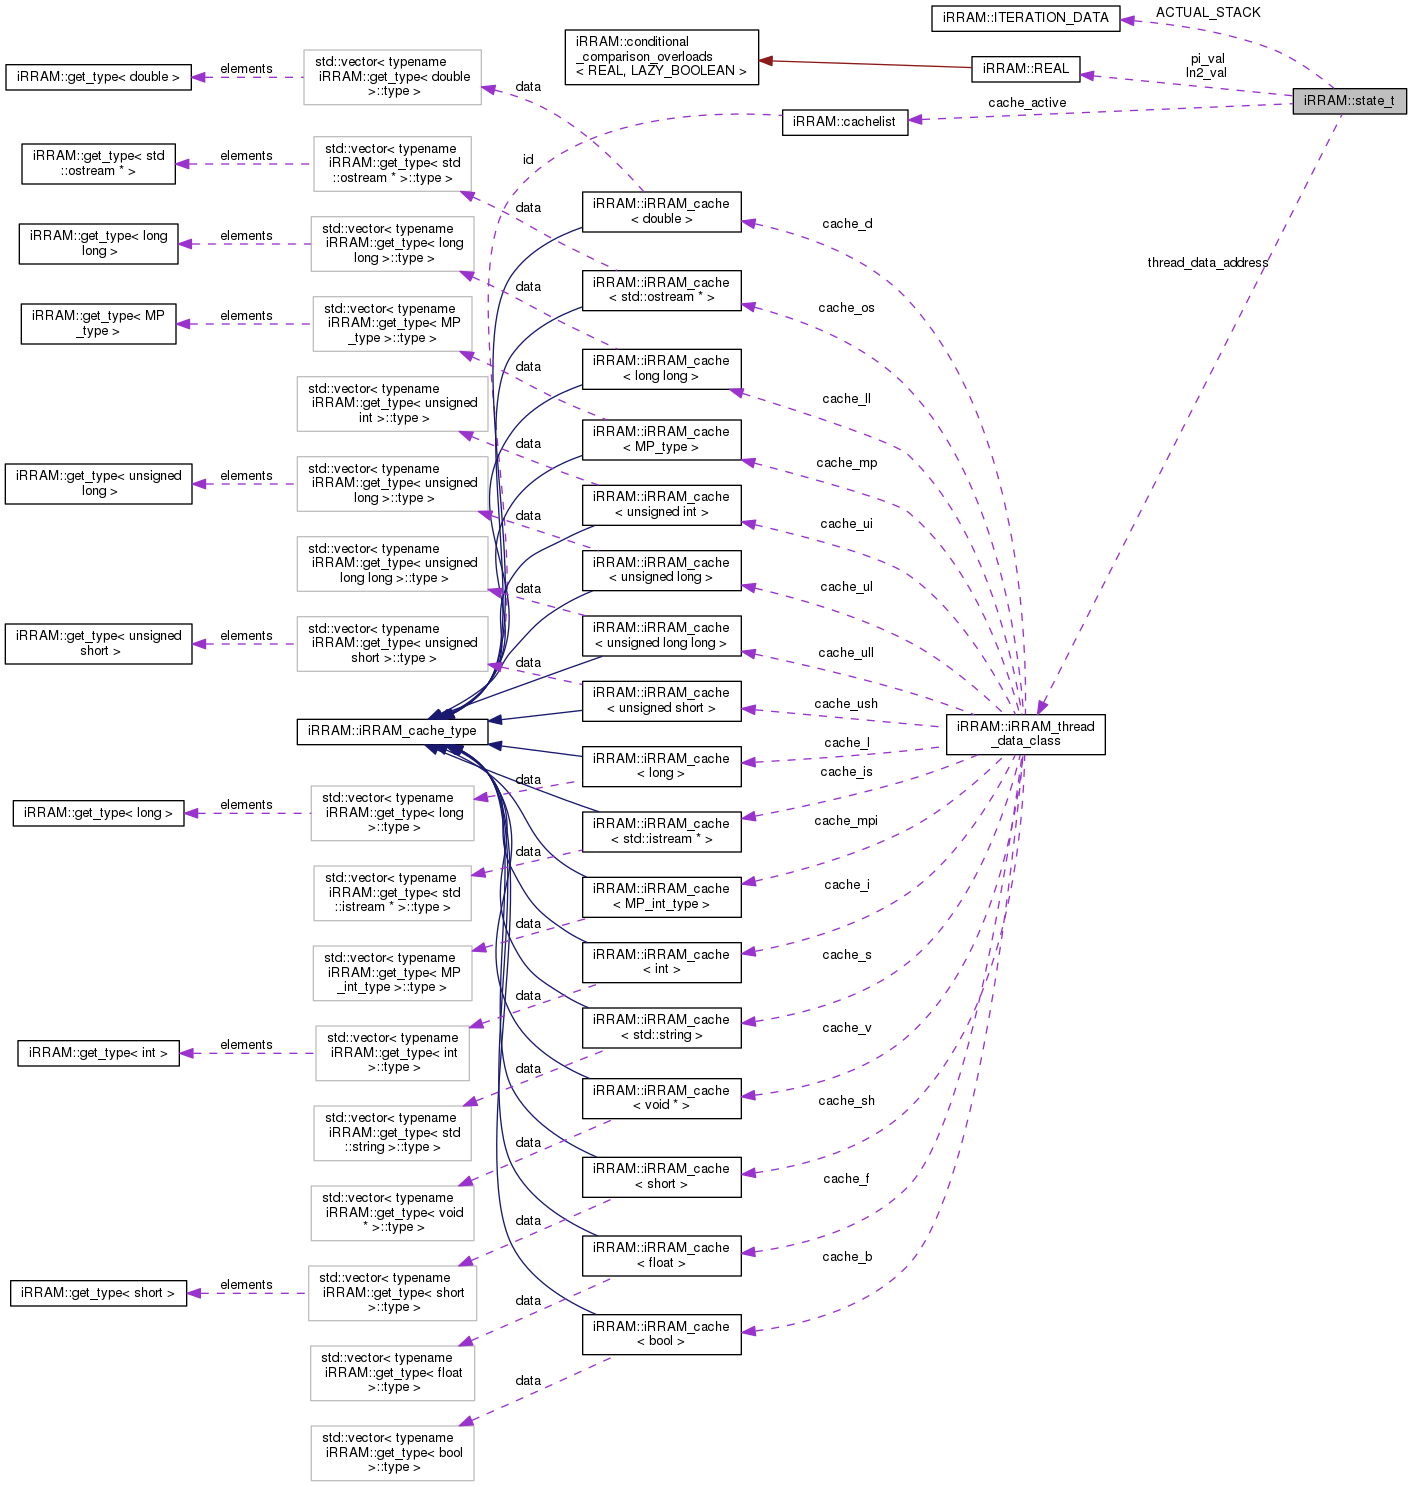 iRRAM::ITERATION_DATA
ACTUAL_STACK
iRRAM::conditional
_comparison_overloads
< REAL, LAZY_BOOLEAN >
iRRAM::REAL
pi_val
ln2_val
iRRAM::state_t
iRRAM::cachelist
cache_active
id
thread_data_address
iRRAM::get_type< double >
elements
std::vector< typename
iRRAM::get_type< double
>::type >
data
iRRAM::iRRAM_cache
< double >
cache_d
iRRAM::get_type< std
::ostream * >
elements
std::vector< typename
iRRAM::get_type< std
::ostream * >::type >
data
iRRAM::iRRAM_cache
< std::ostream * >
cache_os
iRRAM::get_type< long
long >
elements
std::vector< typename
iRRAM::get_type< long
long >::type >
data
iRRAM::iRRAM_cache
< long long >
cache_ll
iRRAM::get_type< MP
_type >
elements
std::vector< typename
iRRAM::get_type< MP
_type >::type >
data
iRRAM::iRRAM_cache
< MP_type >
cache_mp
std::vector< typename
iRRAM::get_type< unsigned
int >::type >
data
iRRAM::iRRAM_cache
< unsigned int >
cache_ui
iRRAM::get_type< unsigned
long >
elements
std::vector< typename
iRRAM::get_type< unsigned
long >::type >
data
iRRAM::iRRAM_cache
< unsigned long >
cache_ul
std::vector< typename
iRRAM::get_type< unsigned
long long >::type >
data
iRRAM::iRRAM_cache
< unsigned long long >
cache_ull
iRRAM::get_type< unsigned
short >
elements
std::vector< typename
iRRAM::get_type< unsigned
short >::type >
data
iRRAM::iRRAM_cache
< unsigned short >
cache_ush
iRRAM::iRRAM_thread
_data_class
iRRAM::iRRAM_cache_type
iRRAM::get_type< long >
elements
std::vector< typename
iRRAM::get_type< long
>::type >
data
iRRAM::iRRAM_cache
< long >
cache_l
std::vector< typename
iRRAM::get_type< std
::istream * >::type >
data
iRRAM::iRRAM_cache
< std::istream * >
cache_is
std::vector< typename
iRRAM::get_type< MP
_int_type >::type >
data
iRRAM::iRRAM_cache
< MP_int_type >
cache_mpi
iRRAM::get_type< int >
elements
std::vector< typename
iRRAM::get_type< int
>::type >
data
iRRAM::iRRAM_cache
< int >
cache_i
std::vector< typename
iRRAM::get_type< std
::string >::type >
data
iRRAM::iRRAM_cache
< std::string >
cache_s
std::vector< typename
iRRAM::get_type< void
* >::type >
data
iRRAM::iRRAM_cache
< void * >
cache_v
iRRAM::get_type< short >
elements
std::vector< typename
iRRAM::get_type< short
>::type >
data
iRRAM::iRRAM_cache
< short >
cache_sh
std::vector< typename
iRRAM::get_type< float
>::type >
data
iRRAM::iRRAM_cache
< float >
cache_f
std::vector< typename
iRRAM::get_type< bool
>::type >
data
iRRAM::iRRAM_cache
< bool >
cache_b